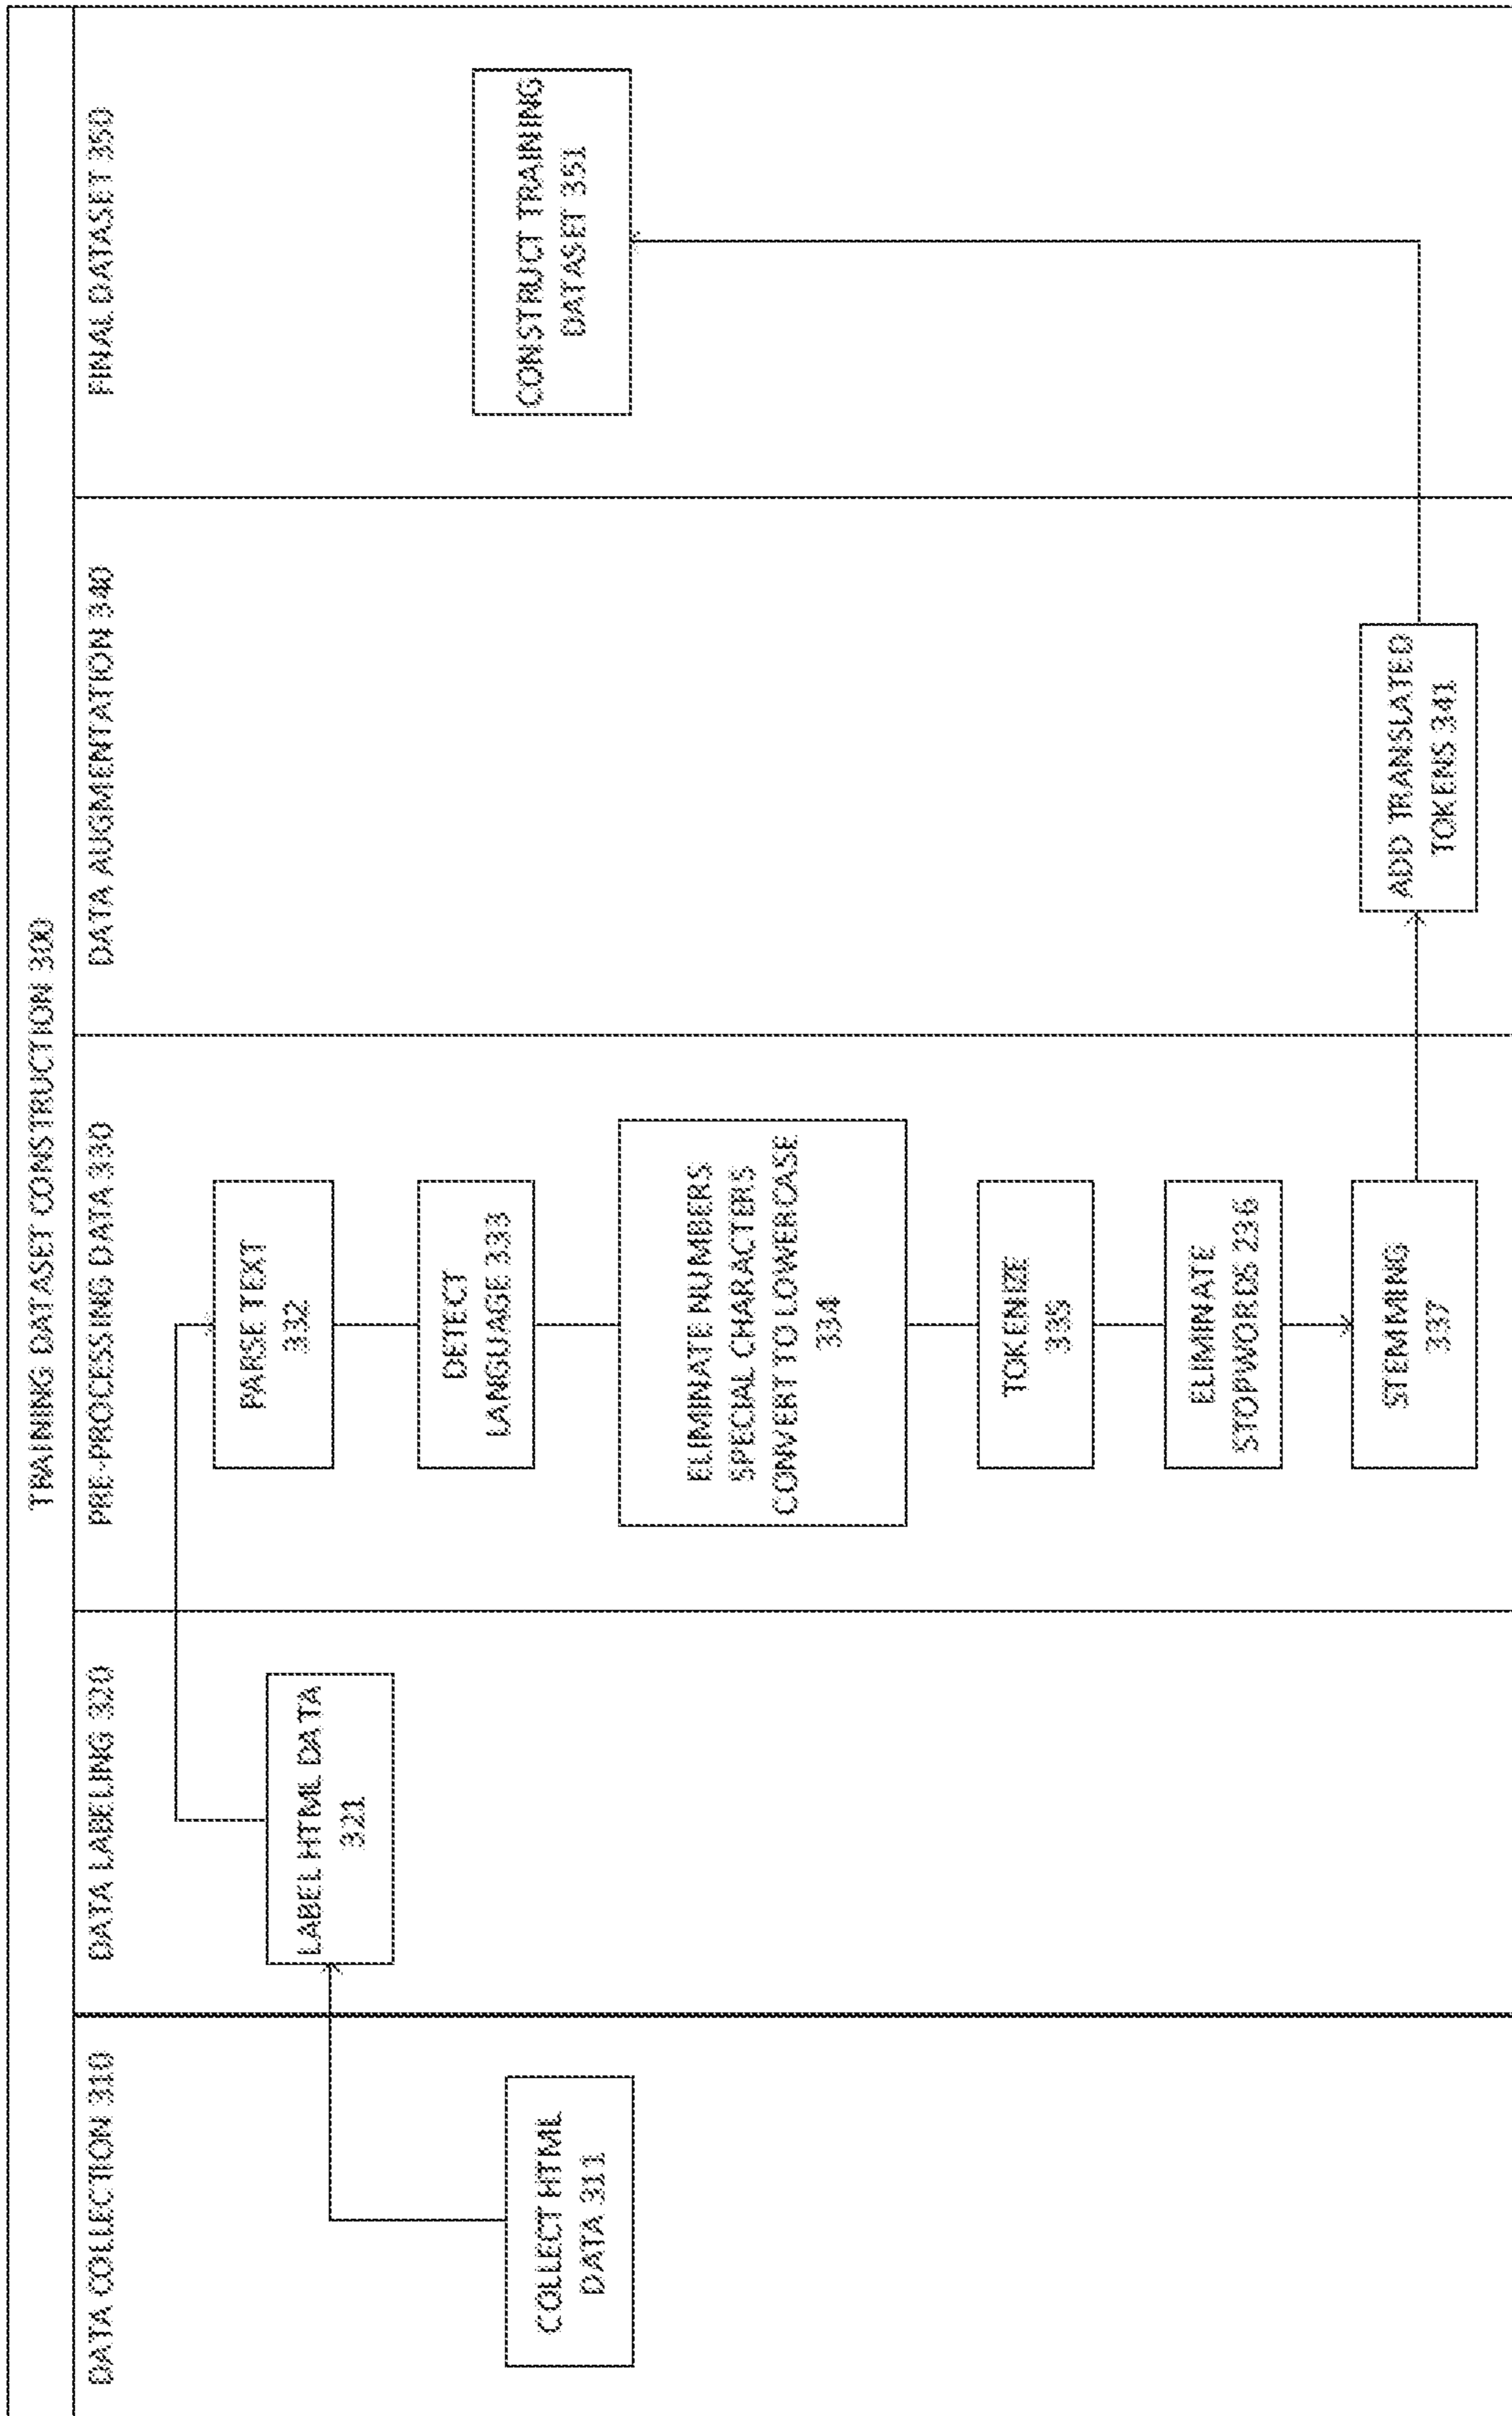 TRAINING DATASET CONSTRUCTION 300
DATA COLLECTION 310
COLLECT HTML
DATA 311
DATA LABELING 320
LABEL HTML DATA
321
PRE-PROCESSING DATA 330
PARSE TEXT
332
DETECT
LANGUAGE 333
ELIMINATE NUMBERS
SPECIAL CHARACTERS
CONVERT TO LOWERCASE
334
TOKENIZE
335
ELIMINATE
STOPWORDS 236
STEMMING
337
DATA AUGMENTATION 340
ADD TRANSLATED
TOKENS 341
FINAL DATASET 350
CONSTRUCT TRAINING
DATASET 351